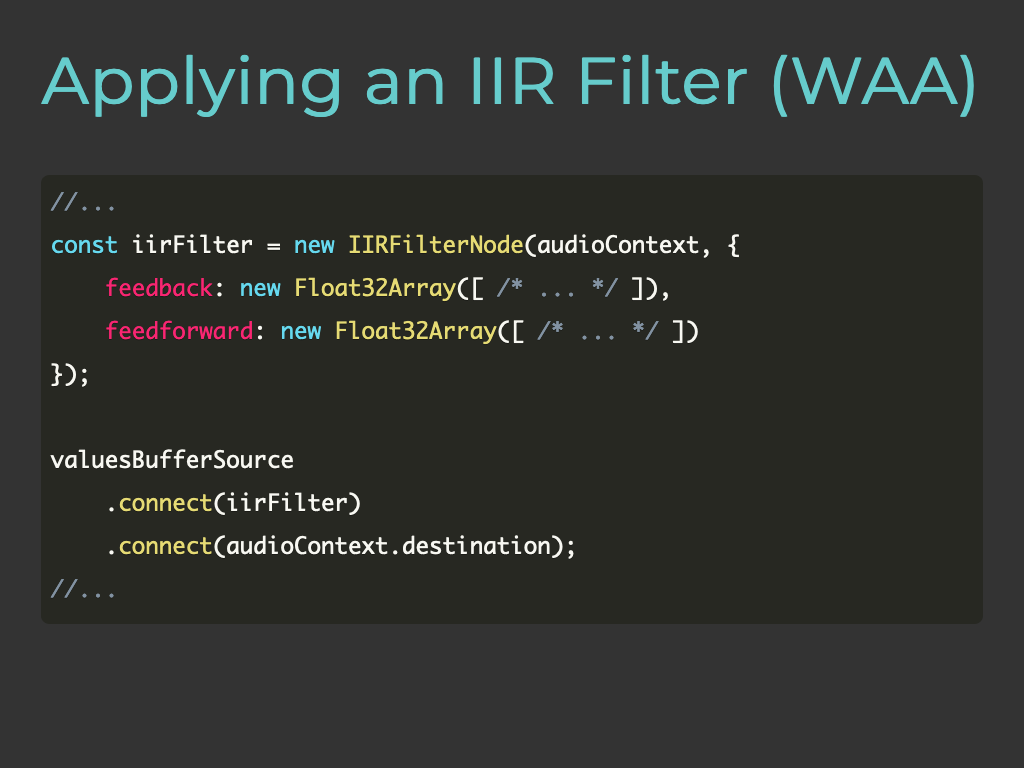 Applying an IIR Filter (WAA)
//...
const iirFilter = new IIRFilterNode(audioContext, {
    feedback: new Float32Array([ /* ... */ ]),
    feedforward: new Float32Array([ /* ... */ ])
});
valuesBufferSource
    .connect(iirFilter)
    .connect(audioContext.destination);
//...